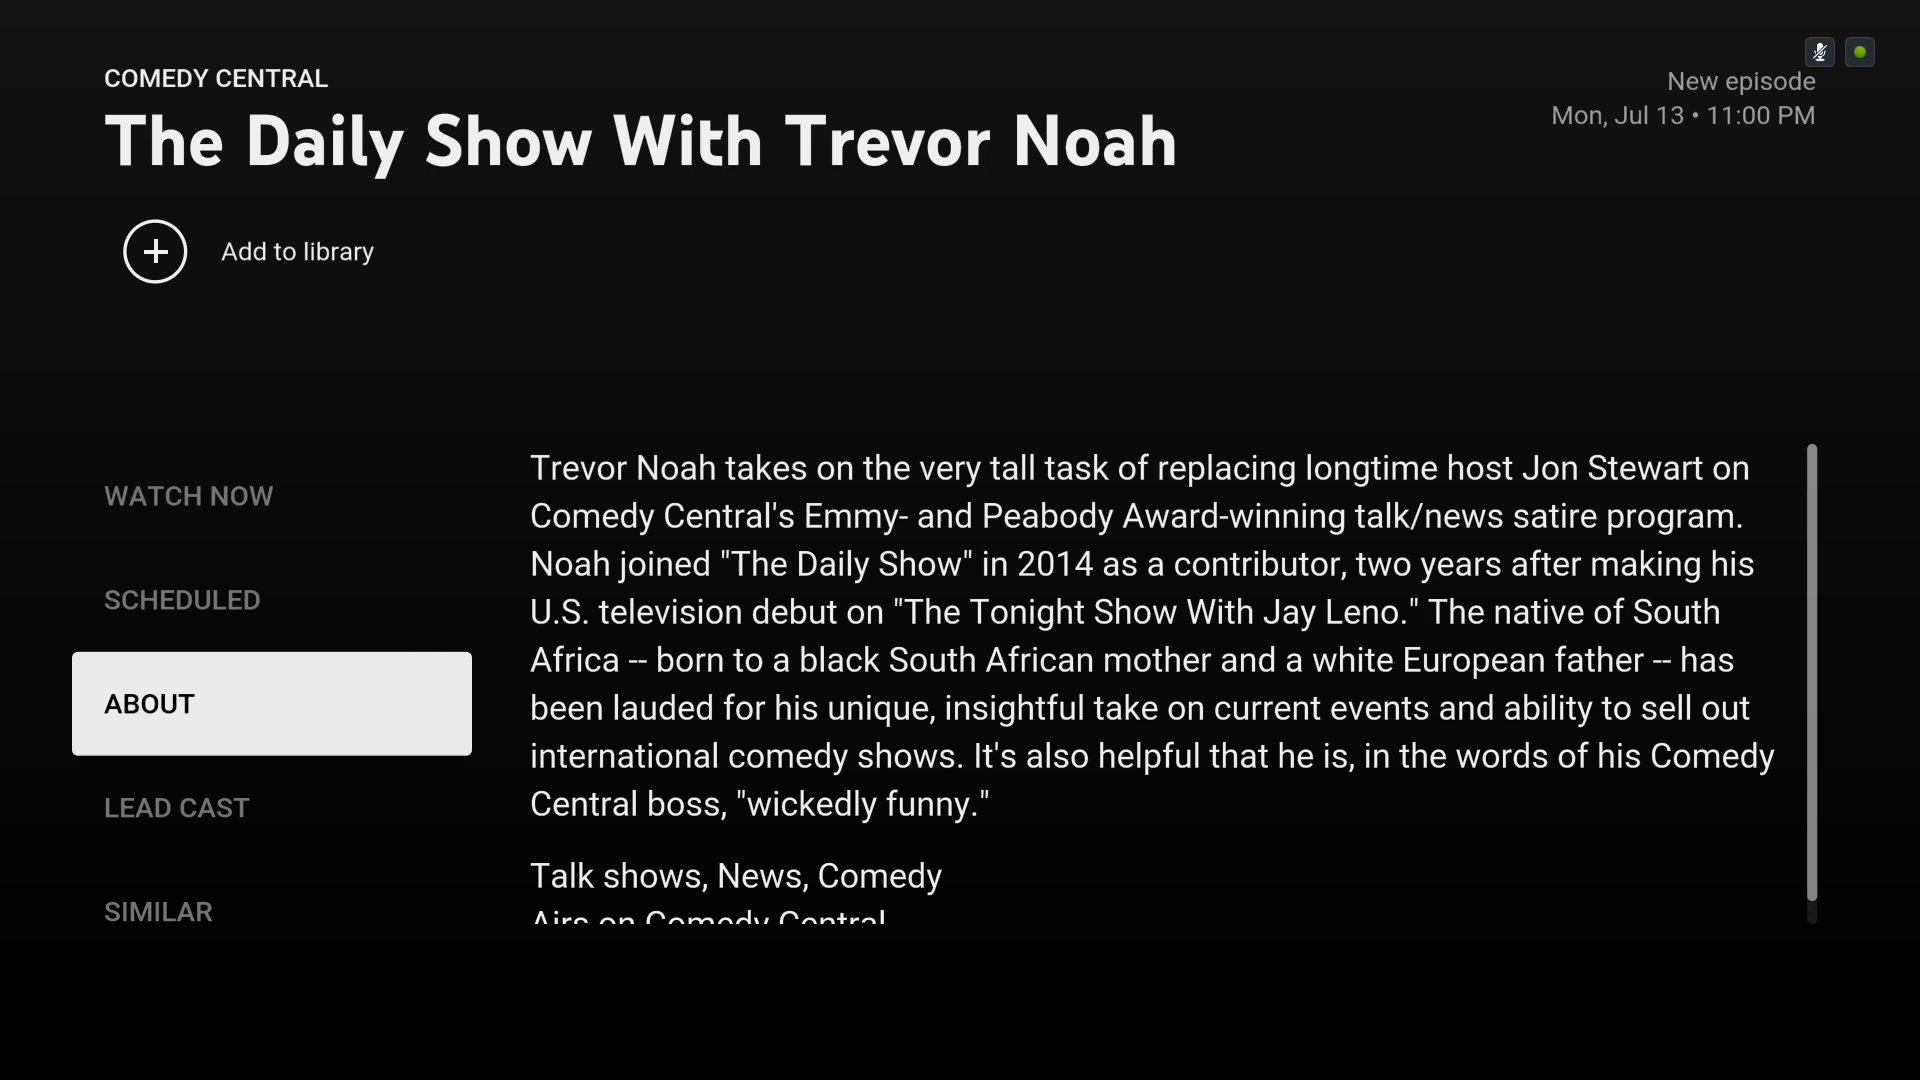 COMEDY CENTRAL
The Daily Show With Trevor Noah
New episode
Mon, Jul 13 • 11:00 PM
Add to library
WATCH NOW
SCHEDULED
ABOUT
LEAD CAST
SIMILAR
Trevor Noah takes on the very tall task of replacing longtime host Jon Stewart on
Comedy Central's Emmy- and Peabody Award-winning talk/news satire program.
Noah joined "The Daily Show" in 2014 as a contributor, two years after making his
U.S. television debut on "The Tonight Show With Jay Leno." The native of South
Africa -- born to a black South African mother and a white European father -- has
been lauded for his unique, insightful take on current events and ability to sell out
international comedy shows. It's also helpful that he is, in the words of his Comedy
Central boss, "wickedly funny."
Talk shows, News, Comedy
Airs on Comedy Central